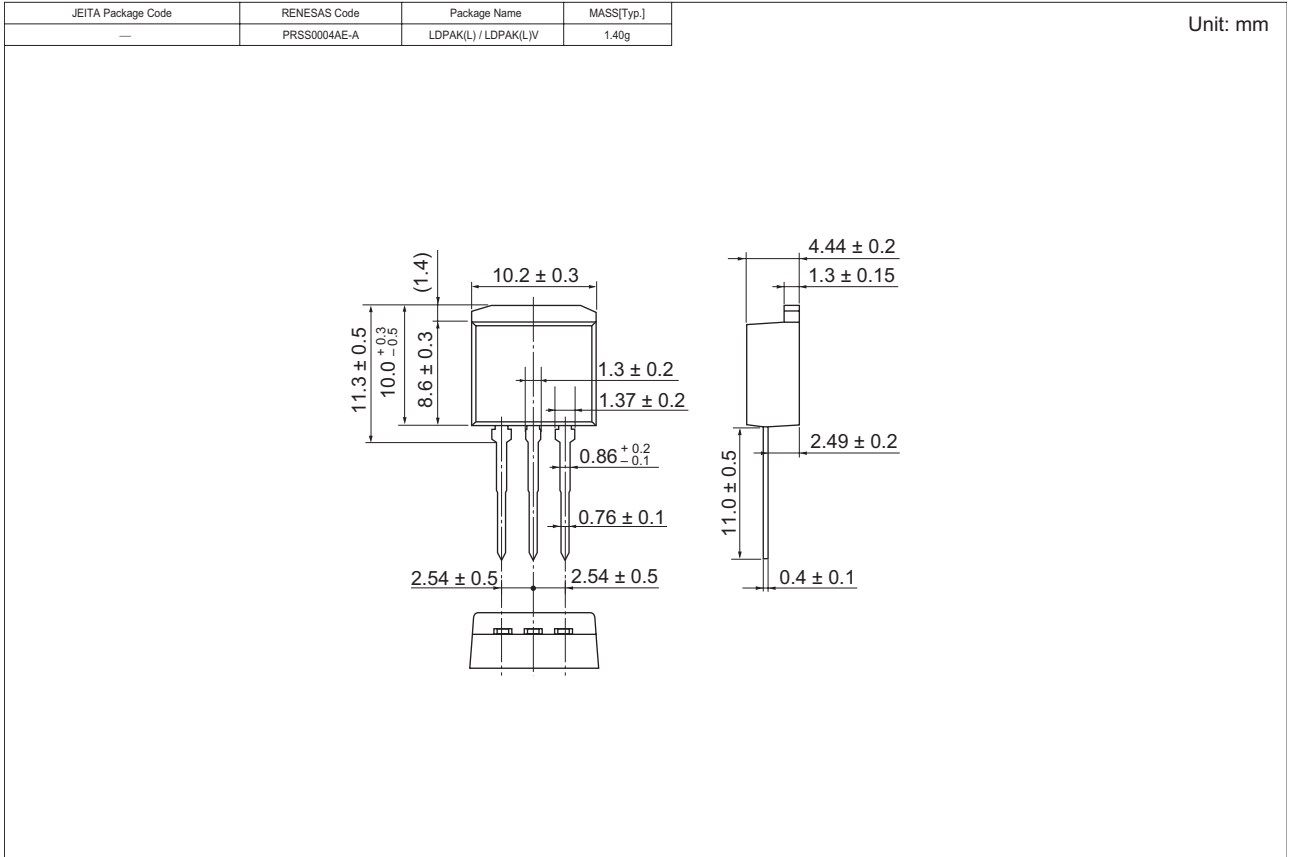 JEITA Package Code RENESAS Code Package Name MASS[Typ.]
— PRSS0004AE-A LDPAK(L) / LDPAK(L)V 1.40g
Unit: mm
4.44 ± 0.2
(1.4)
10.2 ± 0.3
1.3 ± 0.15
11.3 ± 0.5
10.0 + 0.3 – 0.5
8.6 ± 0.3
1.3 ± 0.2
1.37 ± 0.2
2.49 ± 0.2
0.86 + 0.2 – 0.1
11.0 ± 0.5
0.76 ± 0.1
2.54 ± 0.5
2.54 ± 0.5
0.4 ± 0.1